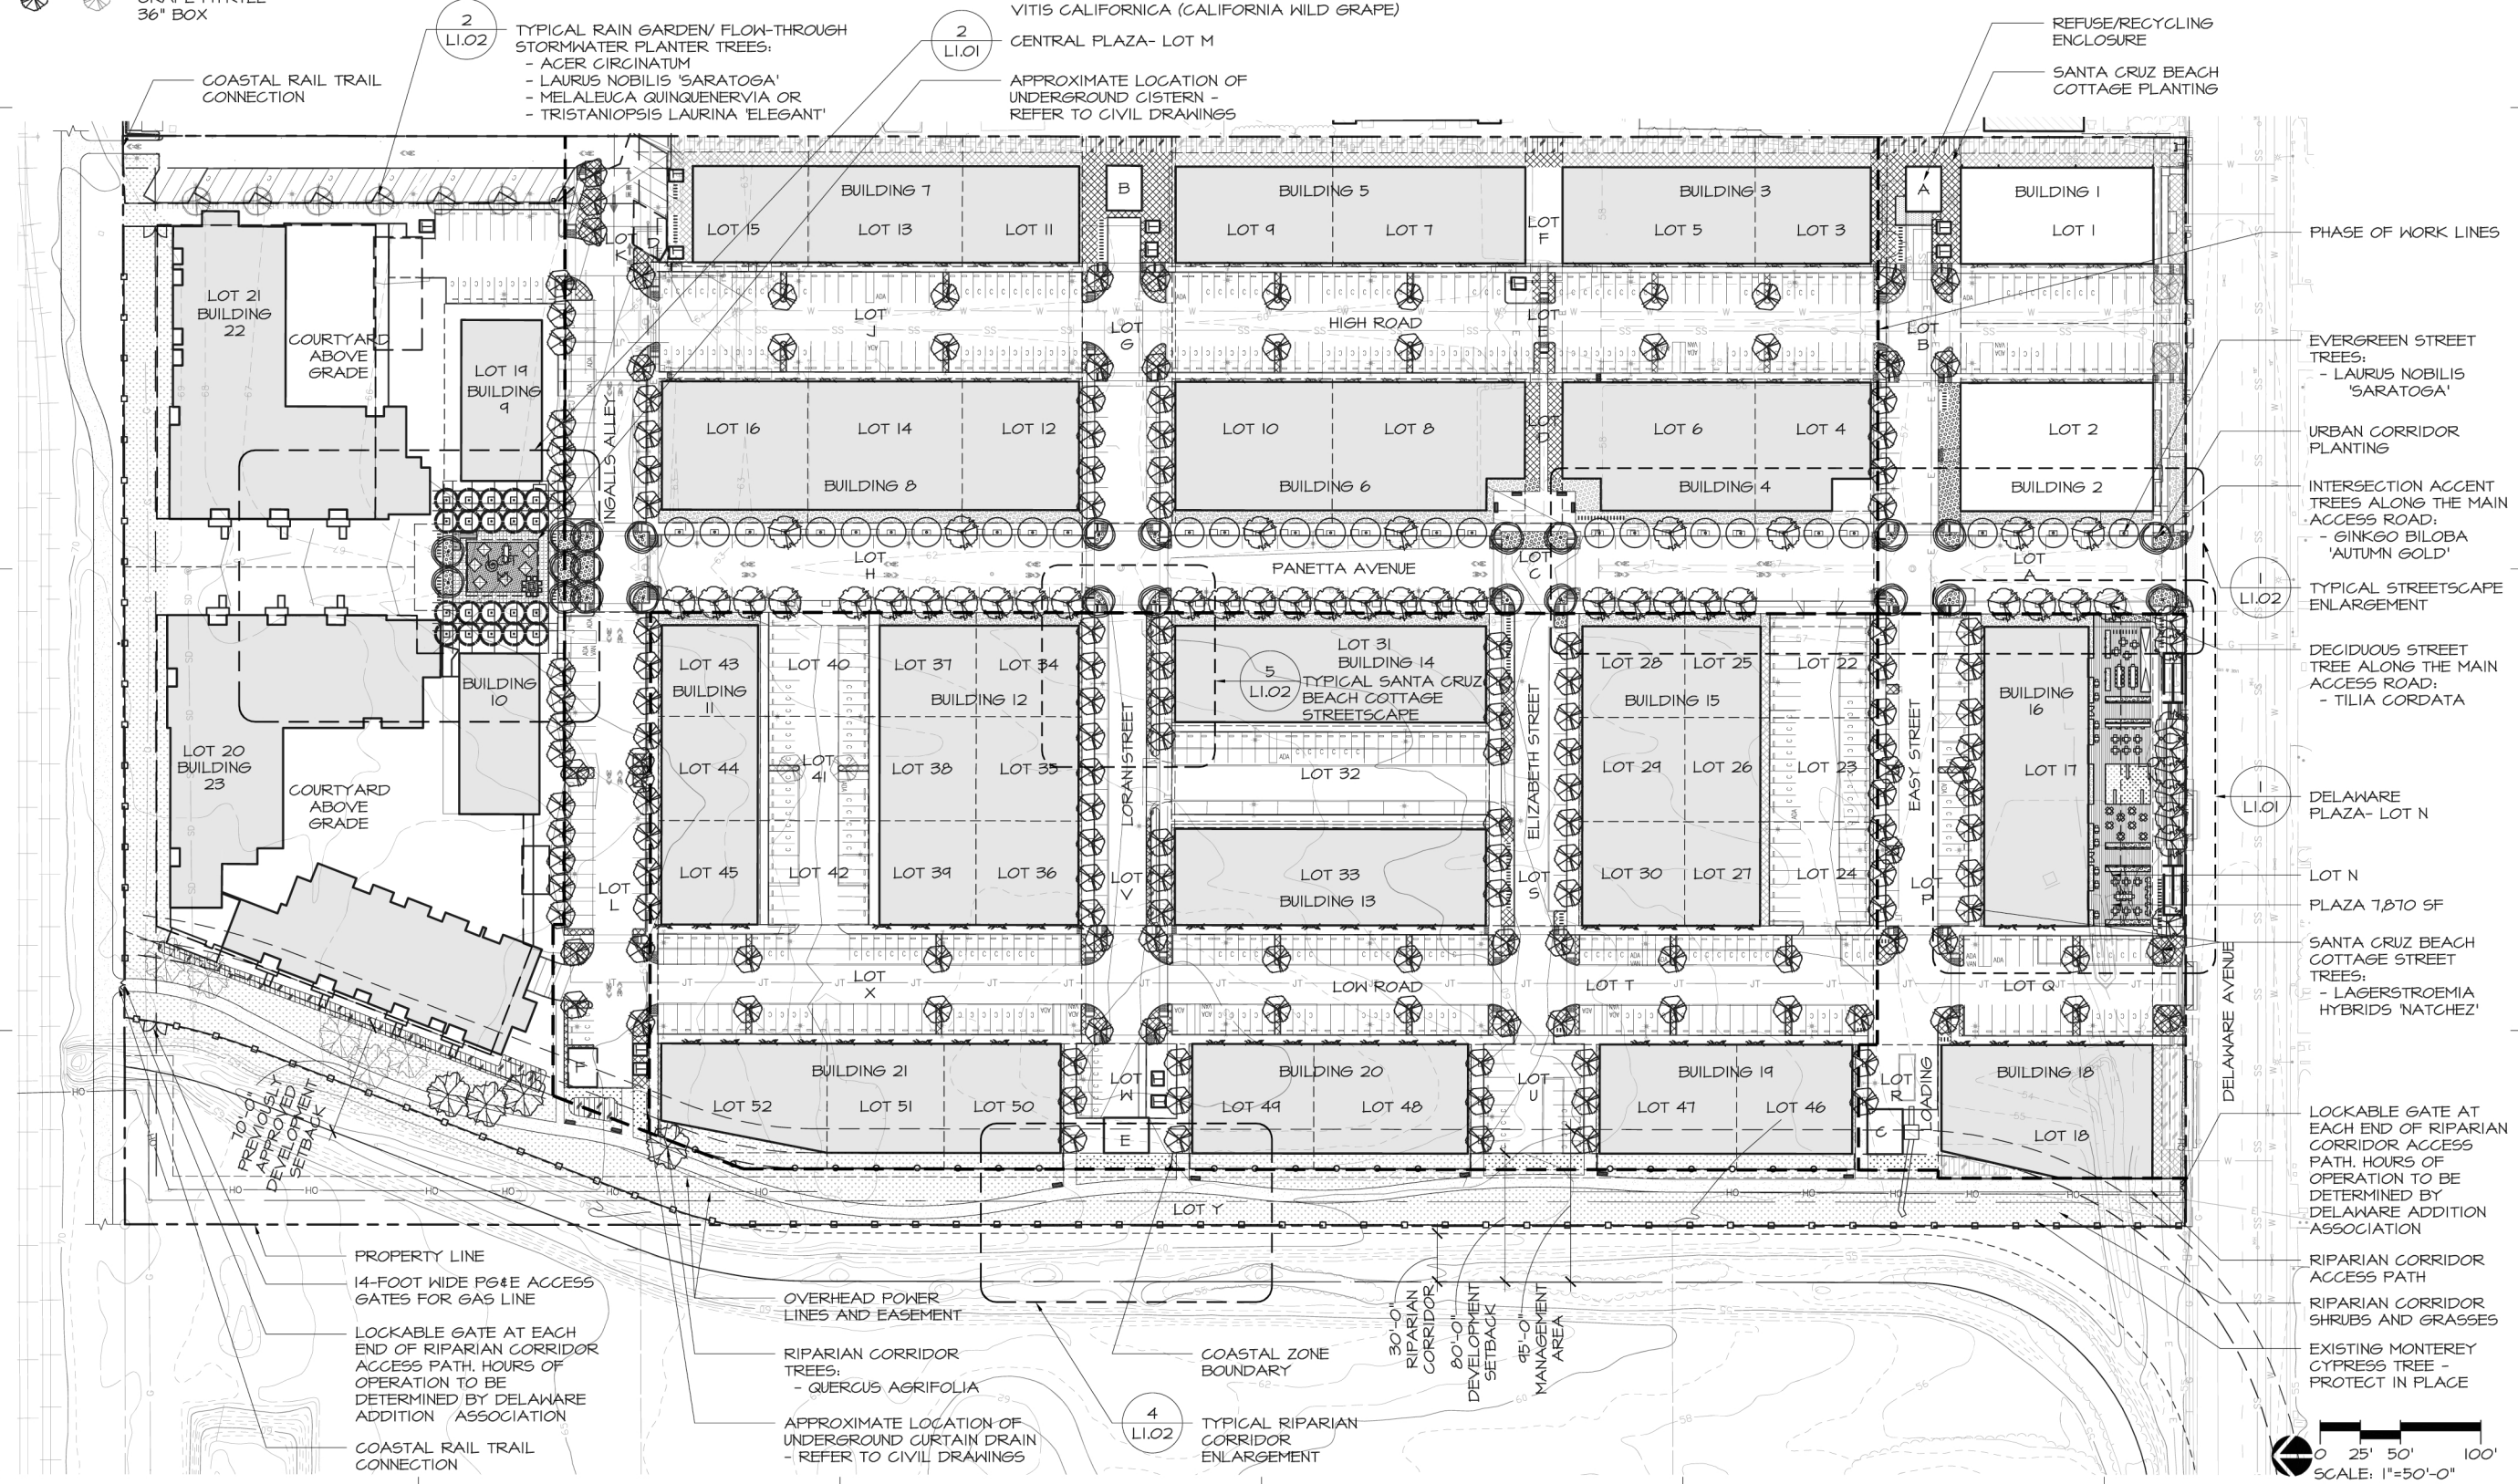 GRAPE MYRTLE
36" BOX
2
L1.02
TYPICAL RAIN GARDEN/ FLOW-THROUGH
STORMWATER PLANTER TREES:
- ACER CIRCINATUM
- LAURUS NOBILIS 'SARATOGA'
- MELALEUCA QUINQUENERVIA OR
- TRISTANIOPSIS LAURINA 'ELEGANT'
COASTAL RAIL TRAIL
CONNECTION
VITIS CALIFORNICA (CALIFORNIA WILD GRAPE)
2
L1.01
CENTRAL PLAZA- LOT M
APPROXIMATE LOCATION OF
UNDERGROUND CISTERN -
REFER TO CIVIL DRAWINGS
REFUSE/RECYCLING
ENCLOSURE
SANTA CRUZ BEACH
COTTAGE PLANTING
BUILDING 7
LOT 15
LOT 13
LOT 11
B
BUILDING 5
LOT 9
LOT 7
LOT
F
BUILDING 3
LOT 5
LOT 3
A
BUILDING 1
LOT 1
LOT
K
D
PHASE OF WORK LINES
LOT 21
BUILDING
22
COURTYARD
ABOVE
GRADE
LOT 19
BUILDING
9
INGALLS ALLEY
LOT
J
LOT
G
HIGH ROAD
LOT
E
LOT
B
EVERGREEN STREET
TREES:
- LAURUS NOBILIS
'SARATOGA'
LOT 16
LOT 14
LOT 12
BUILDING 8
LOT 10
LOT 8
BUILDING 6
LOT
D
LOT 6
LOT 4
BUILDING 4
LOT 2
BUILDING 2
URBAN CORRIDOR
PLANTING
INTERSECTION ACCENT
TREES ALONG THE MAIN
ACCESS ROAD:
- GINKGO BILOBA
'AUTUMN GOLD'
LOT
H
PANETTA AVENUE
LOT
C
LOT
A
1
L1.02
TYPICAL STREETSCAPE
ENLARGEMENT
LOT 43
BUILDING
11
LOT 44
LOT 45
LOT 40
LOT
41
LOT 42
LOT 37
LOT 34
BUILDING 12
LOT 38
LOT 35
LOT 39
LOT 36
LORANI STREET
LOT
V
LOT 31
BUILDING 14
5
L1.02
TYPICAL SANTA CRUZ
BEACH COTTAGE
STREETSCAPE
LOT 32
LOT 33
BUILDING 13
ELIZABETH STREET
LOT
S
LOT 28
LOT 25
BUILDING 15
LOT 29
LOT 26
LOT 30
LOT 27
LOT 22
LOT 23
LOT 24
EASY STREET
LOT
P
BUILDING
16
LOT 17
DECIDUOUS STREET
TREE ALONG THE MAIN
ACCESS ROAD:
- TILIA CORDATA
1
L1.01
DELAWARE
PLAZA- LOT N
LOT N
PLAZA 7,870 SF
SANTA CRUZ BEACH
COTTAGE STREET
TREES:
- LAGERSTROEMIA
HYBRIDS 'NATCHEZ'
BUILDING
10
LOT 20
BUILDING
23
COURTYARD
ABOVE
GRADE
LOT
L
LOT
X
LOW ROAD
LOT T
LOT Q
DELAWARE AVENUE
F
BUILDING 21
LOT 52
LOT 51
LOT 50
LOT
W
E
BUILDING 20
LOT 49
LOT 48
LOT
U
BUILDING 19
LOT 47
LOT 46
LOT
R
LOADING
C
BUILDING 18
LOT 18
70'-0"
PREVIOUSLY
APPROVED
DEVELOPMENT
SETBACK
LOT Y
LOCKABLE GATE AT
EACH END OF RIPARIAN
CORRIDOR ACCESS
PATH. HOURS OF
OPERATION TO BE
DETERMINED BY
DELAWARE ADDITION
ASSOCIATION
RIPARIAN CORRIDOR
ACCESS PATH
RIPARIAN CORRIDOR
SHRUBS AND GRASSES
EXISTING MONTEREY
CYPRESS TREE -
PROTECT IN PLACE
PROPERTY LINE
14-FOOT WIDE PG&E ACCESS
GATES FOR GAS LINE
LOCKABLE GATE AT EACH
END OF RIPARIAN CORRIDOR
ACCESS PATH. HOURS OF
OPERATION TO BE
DETERMINED BY DELAWARE
ADDITION ASSOCIATION
COASTAL RAIL TRAIL
CONNECTION
OVERHEAD POWER
LINES AND EASEMENT
RIPARIAN CORRIDOR
TREES:
- QUERCUS AGRIFOLIA
APPROXIMATE LOCATION OF
UNDERGROUND CURTAIN DRAIN
- REFER TO CIVIL DRAWINGS
COASTAL ZONE
BOUNDARY
4
L1.02
TYPICAL RIPARIAN
CORRIDOR
ENLARGEMENT
30'-0"
RIPARIAN
CORRIDOR
80'-0"
DEVELOPMENT
SETBACK
95'-0"
MANAGEMENT
AREA
0 25' 50' 100'
SCALE: 1"=50'-0"